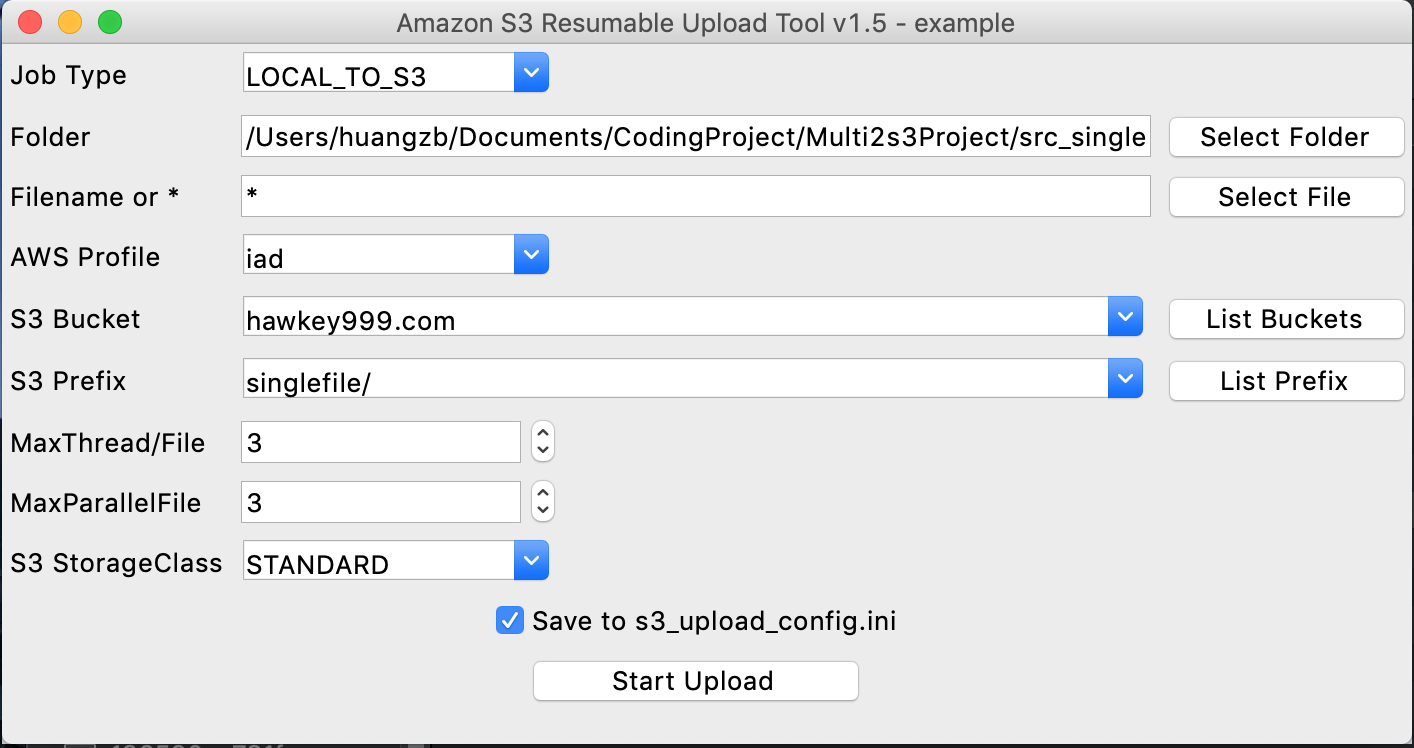 Amazon S3 Resumable Upload Tool v1.5 - example
Job Type LOCAL_TO_S3
Folder /Users/huangzb/Documents/CodingProject/Multi2s3Project/src_single Select Folder
Filename or * * Select File
AWS Profile iad
S3 Bucket hawkey999.com List Buckets
S3 Prefix singlefile/ List Prefix
MaxThread/File 3
MaxParallelFile 3
S3 StorageClass STANDARD
Save to s3_upload_config.ini
Start Upload